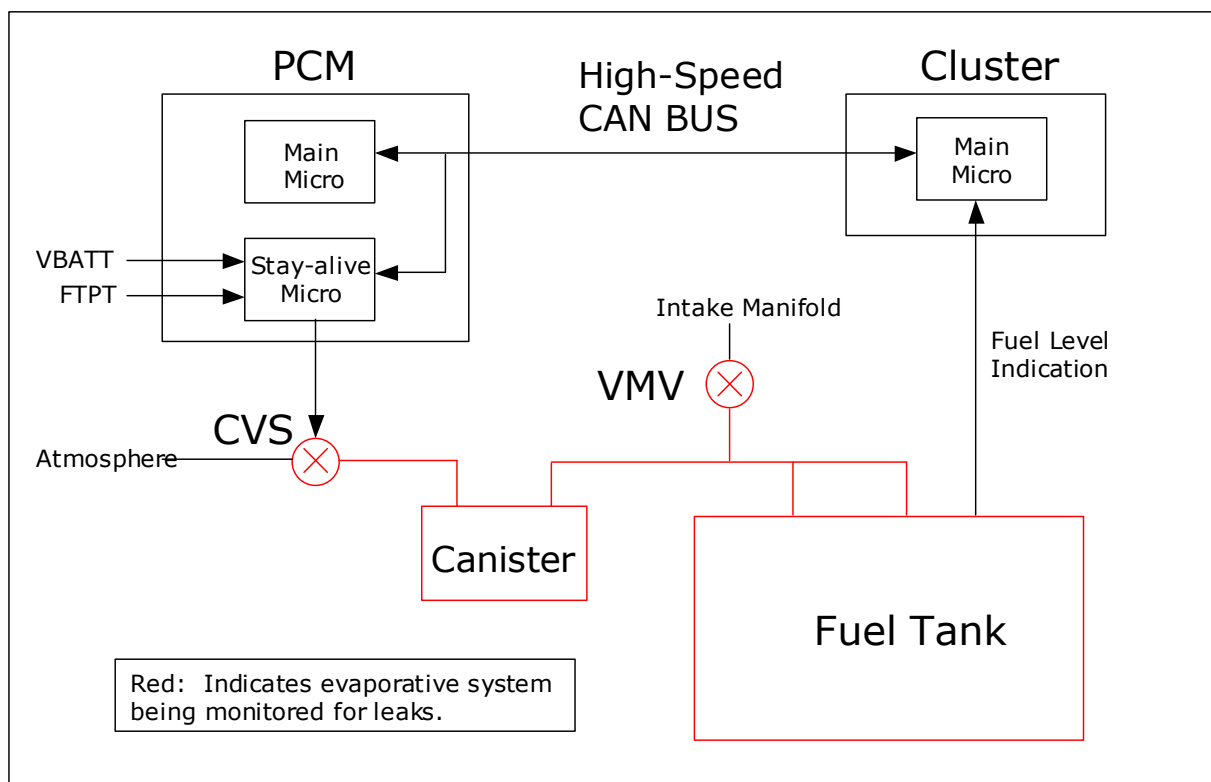 PCM
High-Speed
CAN BUS
Cluster
Main
Micro
Main
Micro
VBATT
FTPT
Stay-alive
Micro
Intake Manifold
Fuel Level
Indication
VMV
CVS
Atmosphere
Canister
Fuel Tank
Red:  Indicates evaporative system
being monitored for leaks.